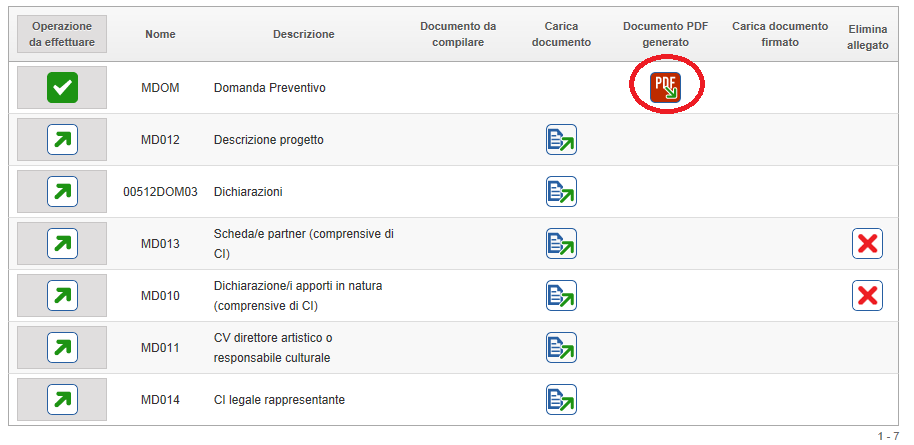 Operazione
da effettuare
Nome
Descrizione
Documento da
compilare
Carica
documento
Documento PDF
generato
Carica documento
firmato
Elimina
allegato
MDOM
Domanda Preventivo
PDF
MD012
Descrizione progetto
00512DOM03
Dichiarazioni
MD013
Scheda/e partner (comprensive di
CI)
MD010
Dichiarazione/i apporti in natura
(comprensive di CI)
MD011
CV direttore artistico o
responsabile culturale
MD014
CI legale rappresentante
1 - 7